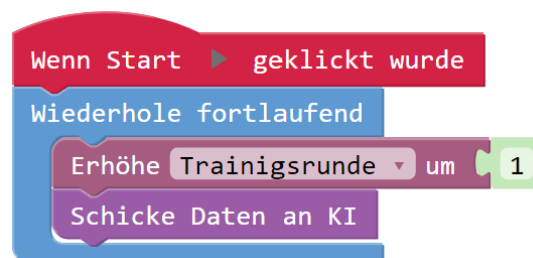 Wenn Start geklickt wurde
Wiederhole fortlaufend
Erhöhe Trainigsrunde um 1
Schicke Daten an KI